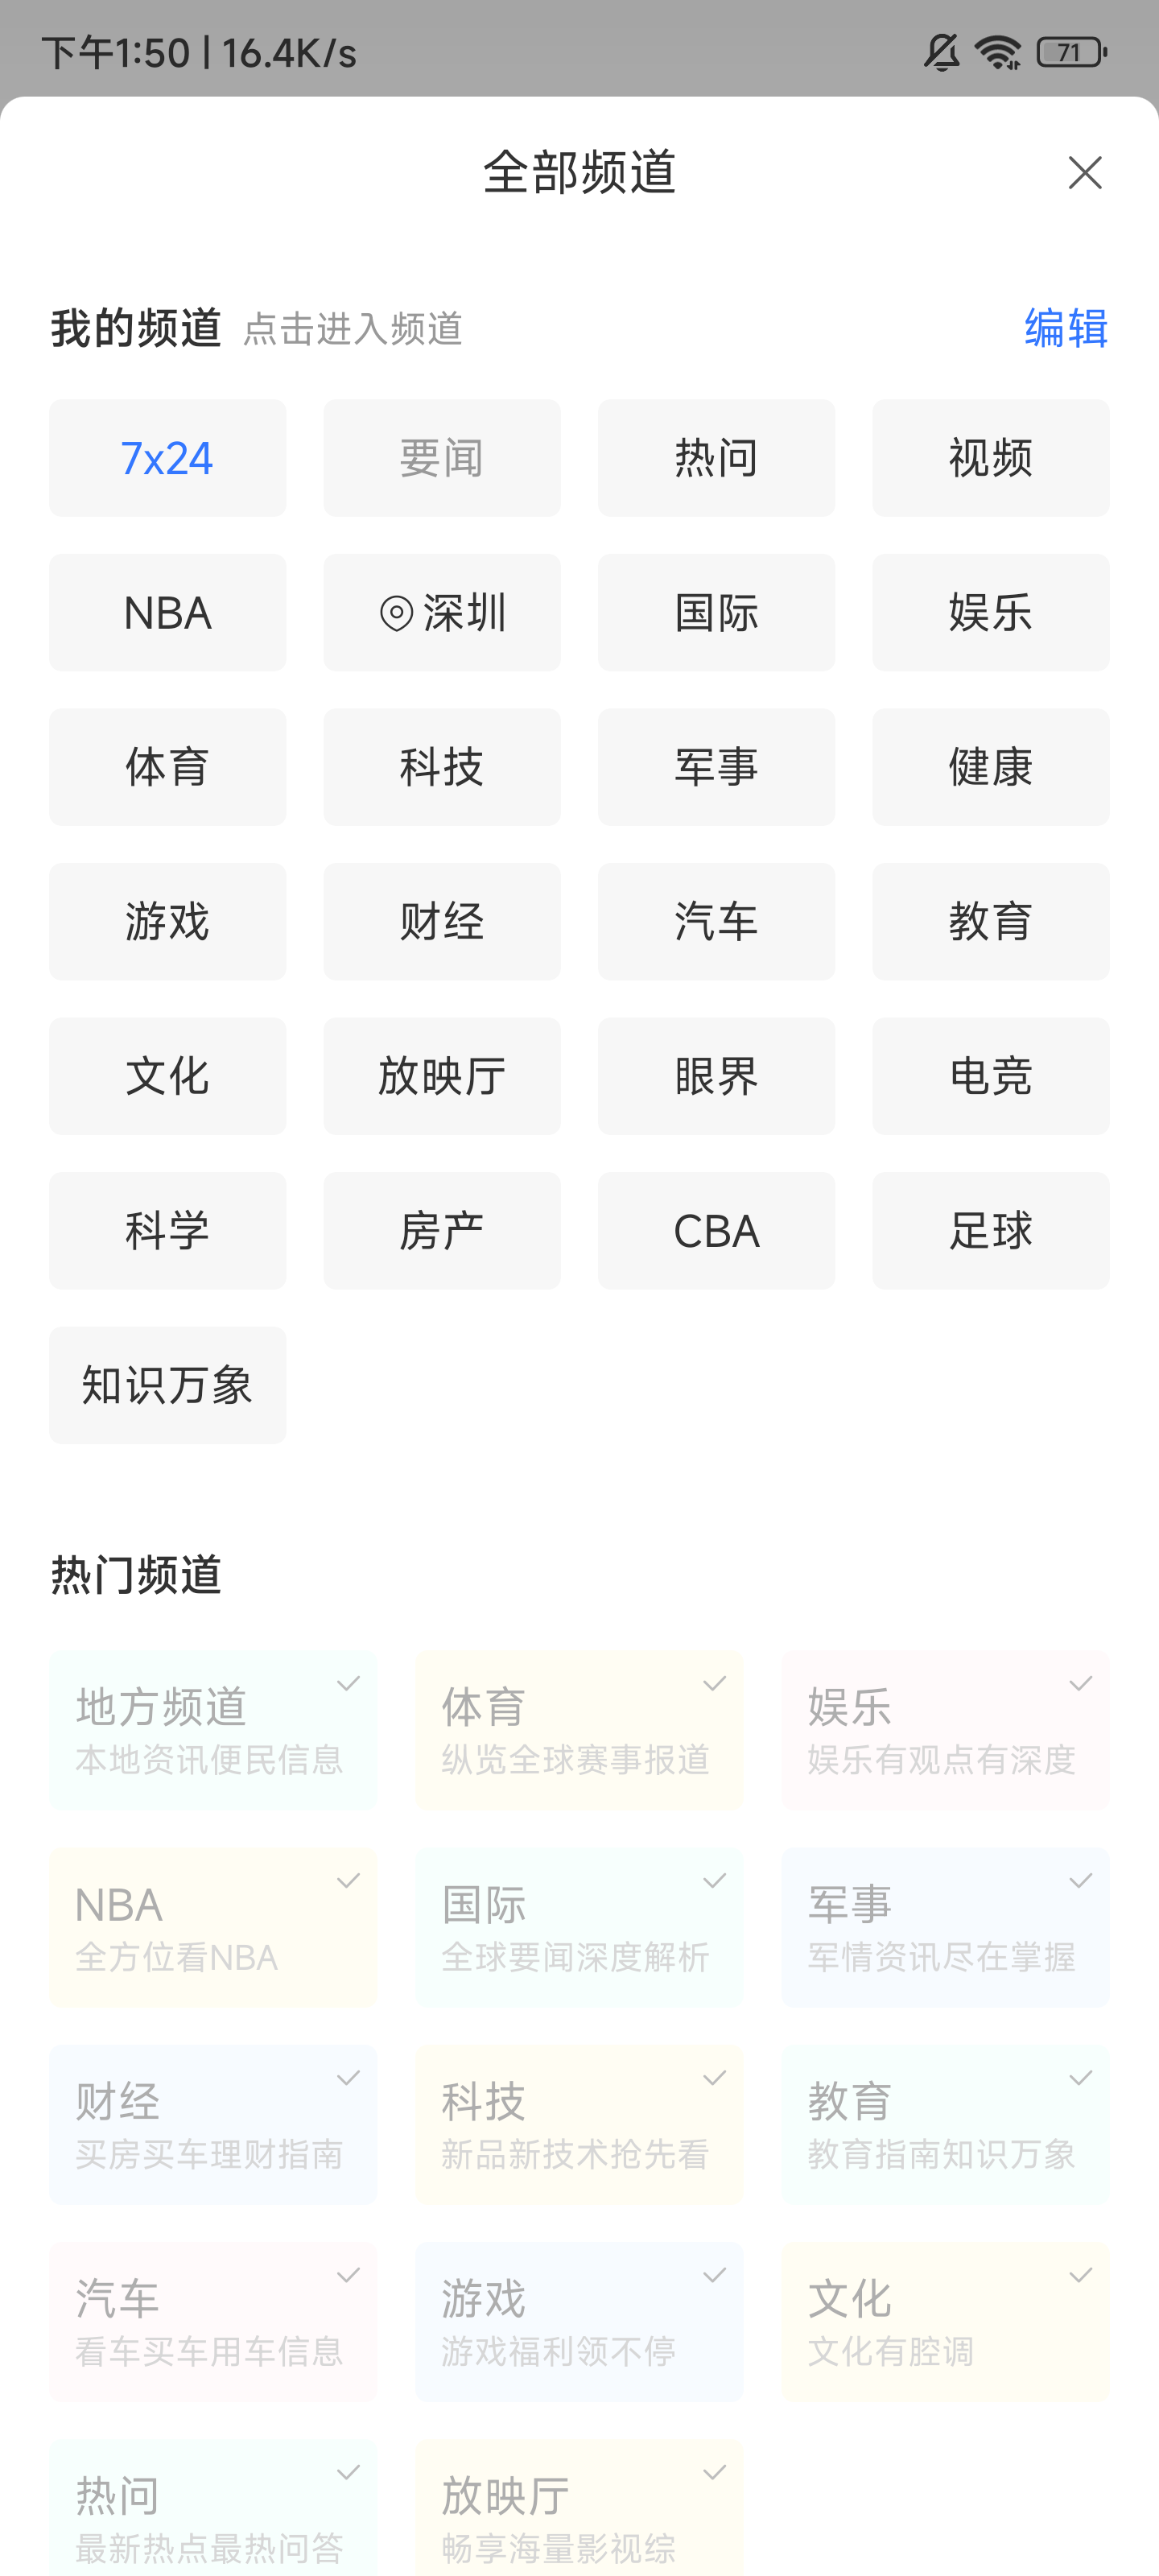 下午1:50 | 16.4K/s
71
全部频道
我的频道 点击进入频道 编辑
7x24 要闻 热问 视频
NBA 深圳 国际 娱乐
体育 科技 军事 健康
游戏 财经 汽车 教育
文化 放映厅 眼界 电竞
科学 房产 CBA 足球
知识万象
热门频道
地方频道 体育 娱乐
本地资讯便民信息 纵览全球赛事报道 娱乐有观点有深度
NBA 国际 军事
全方位看NBA 全球要闻深度解析 军情资讯尽在掌握
财经 科技 教育
买房买车理财指南 新品新技术抢先看 教育指南知识万象
汽车 游戏 文化
看车买车用车信息 游戏福利领不停 文化有腔调
热问 放映厅
最新热点最热问答 畅享海量影视综